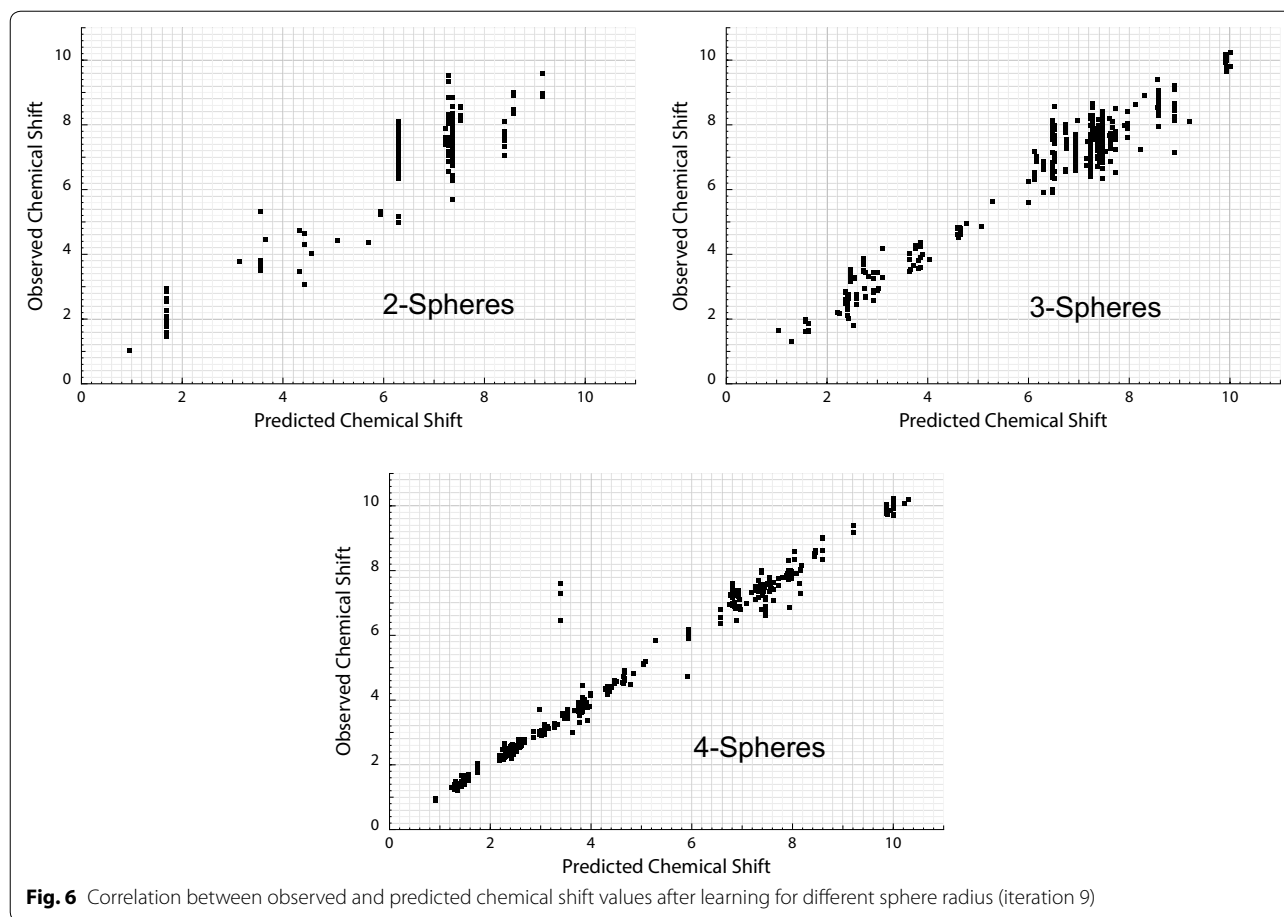 10
8
6
4
2
0
Observed Chemical Shift
2-Spheres
0 2 4 6 8 10
Predicted Chemical Shift
10
8
6
4
2
0
Observed Chemical Shift
3-Spheres
0 2 4 6 8 10
Predicted Chemical Shift
10
8
6
4
2
0
Observed Chemical Shift
4-Spheres
0 2 4 6 8 10
Predicted Chemical Shift
Fig. 6 Correlation between observed and predicted chemical shift values after learning for different sphere radius (iteration 9)